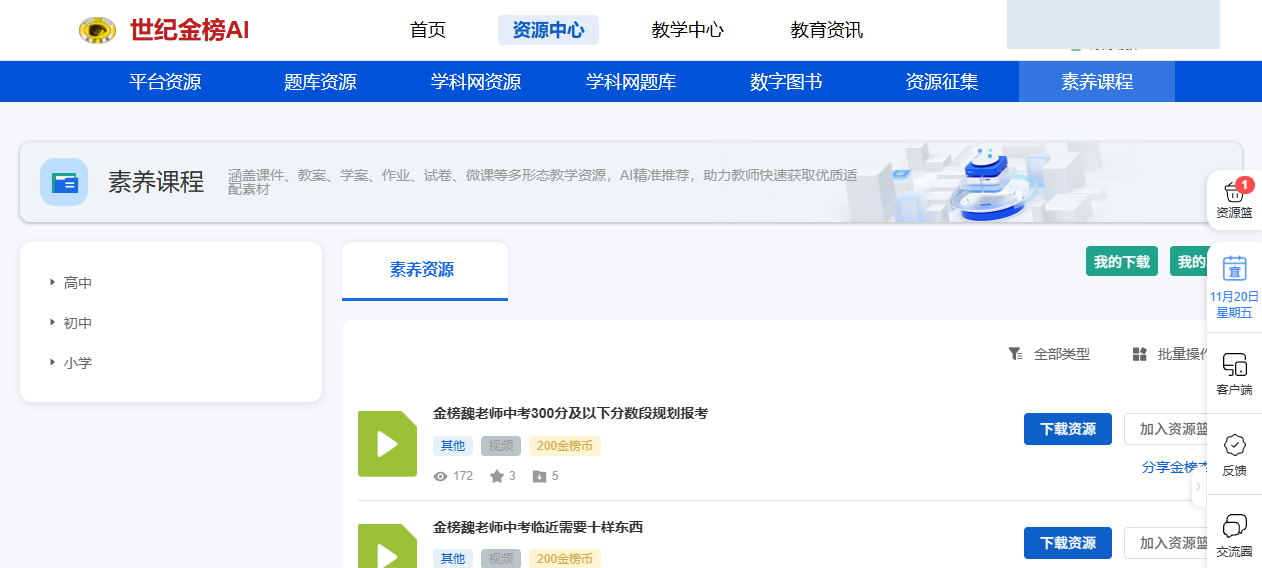 世纪金榜AI
首页
资源中心
教学中心
教育资讯
平台资源
题库资源
学科网资源
学科网题库
数字图书
资源征集
素养课程
素养课程
涵盖课件、教案、学案、作业、试卷、微课等多形态教学资源，AI精准推荐，助力教师快速获取优质适
配素材
1
资源篮
高中
初中
小学
素养资源
我的下载
我的
宜
11月20日
星期五
全部类型
批量操作
客户端
金榜魏老师中考300分及以下分数段规划报考
其他
视频
200金榜币
172
3
5
下载资源
加入资源篮
分享金榜
反馈
金榜魏老师中考临近需要十样东西
其他
视频
200金榜币
下载资源
加入资源篮
交流圈